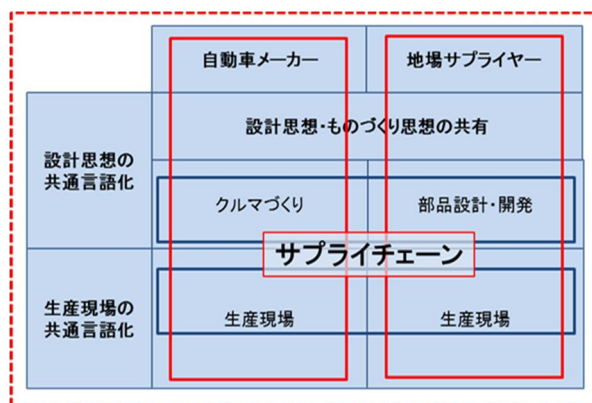 自動車メーカー
地場サプライヤー
設計思想・ものづくり思想の共有
設計思想の
共通言語化
クルマづくり
部品設計・開発
サプライチェーン
生産現場の
共通言語化
生産現場
生産現場